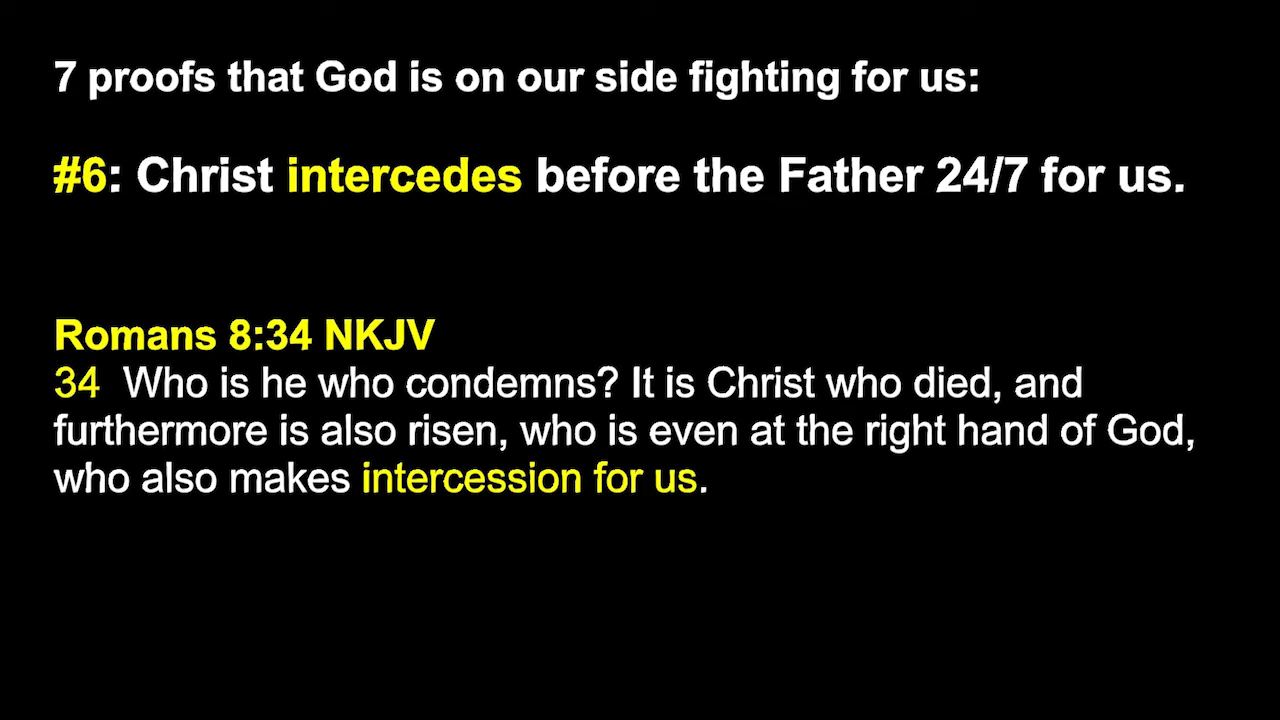 7 proofs that God is on our side fighting for us:
#6: Christ intercedes before the Father 24/7 for us.
Romans 8:34 NKJV
34 Who is he who condemns? It is Christ who died, and
furthermore is also risen, who is even at the right hand of God,
who also makes intercession for us.